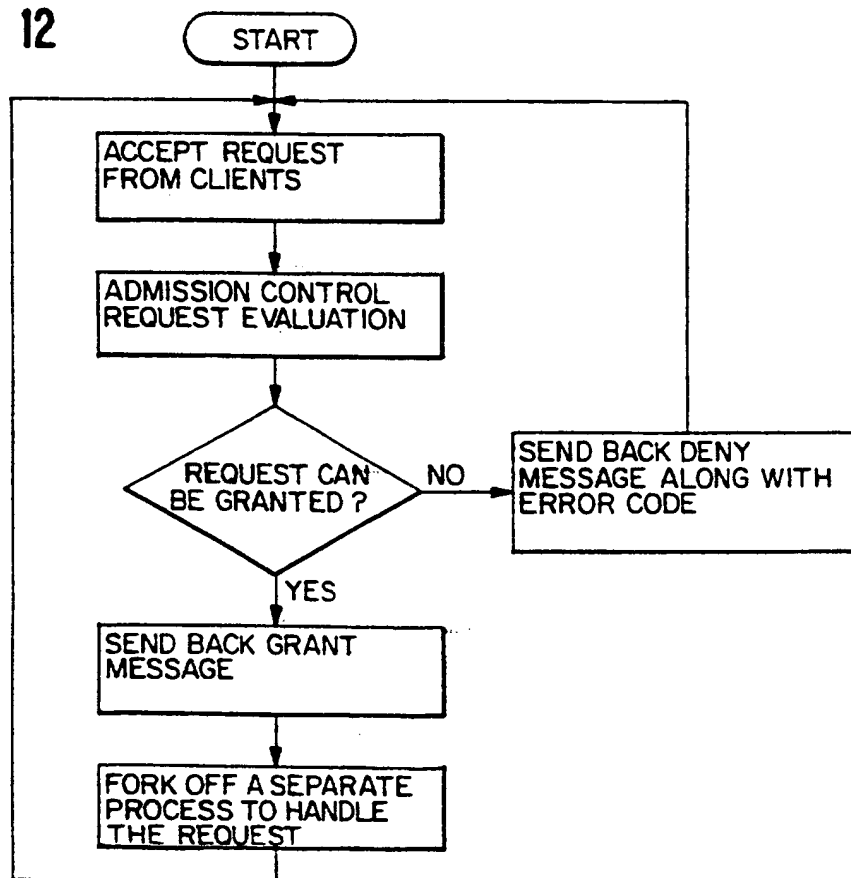 12
START
ACCEPT REQUEST
FROM CLIENTS
ADMISSION CONTROL
REQUEST EVALUATION
REQUEST CAN
BE GRANTED ?
NO
SEND BACK DENY
MESSAGE ALONG WITH
ERROR CODE
YES
SEND BACK GRANT
MESSAGE
FORK OFF A SEPARATE
PROCESS TO HANDLE
THE REQUEST